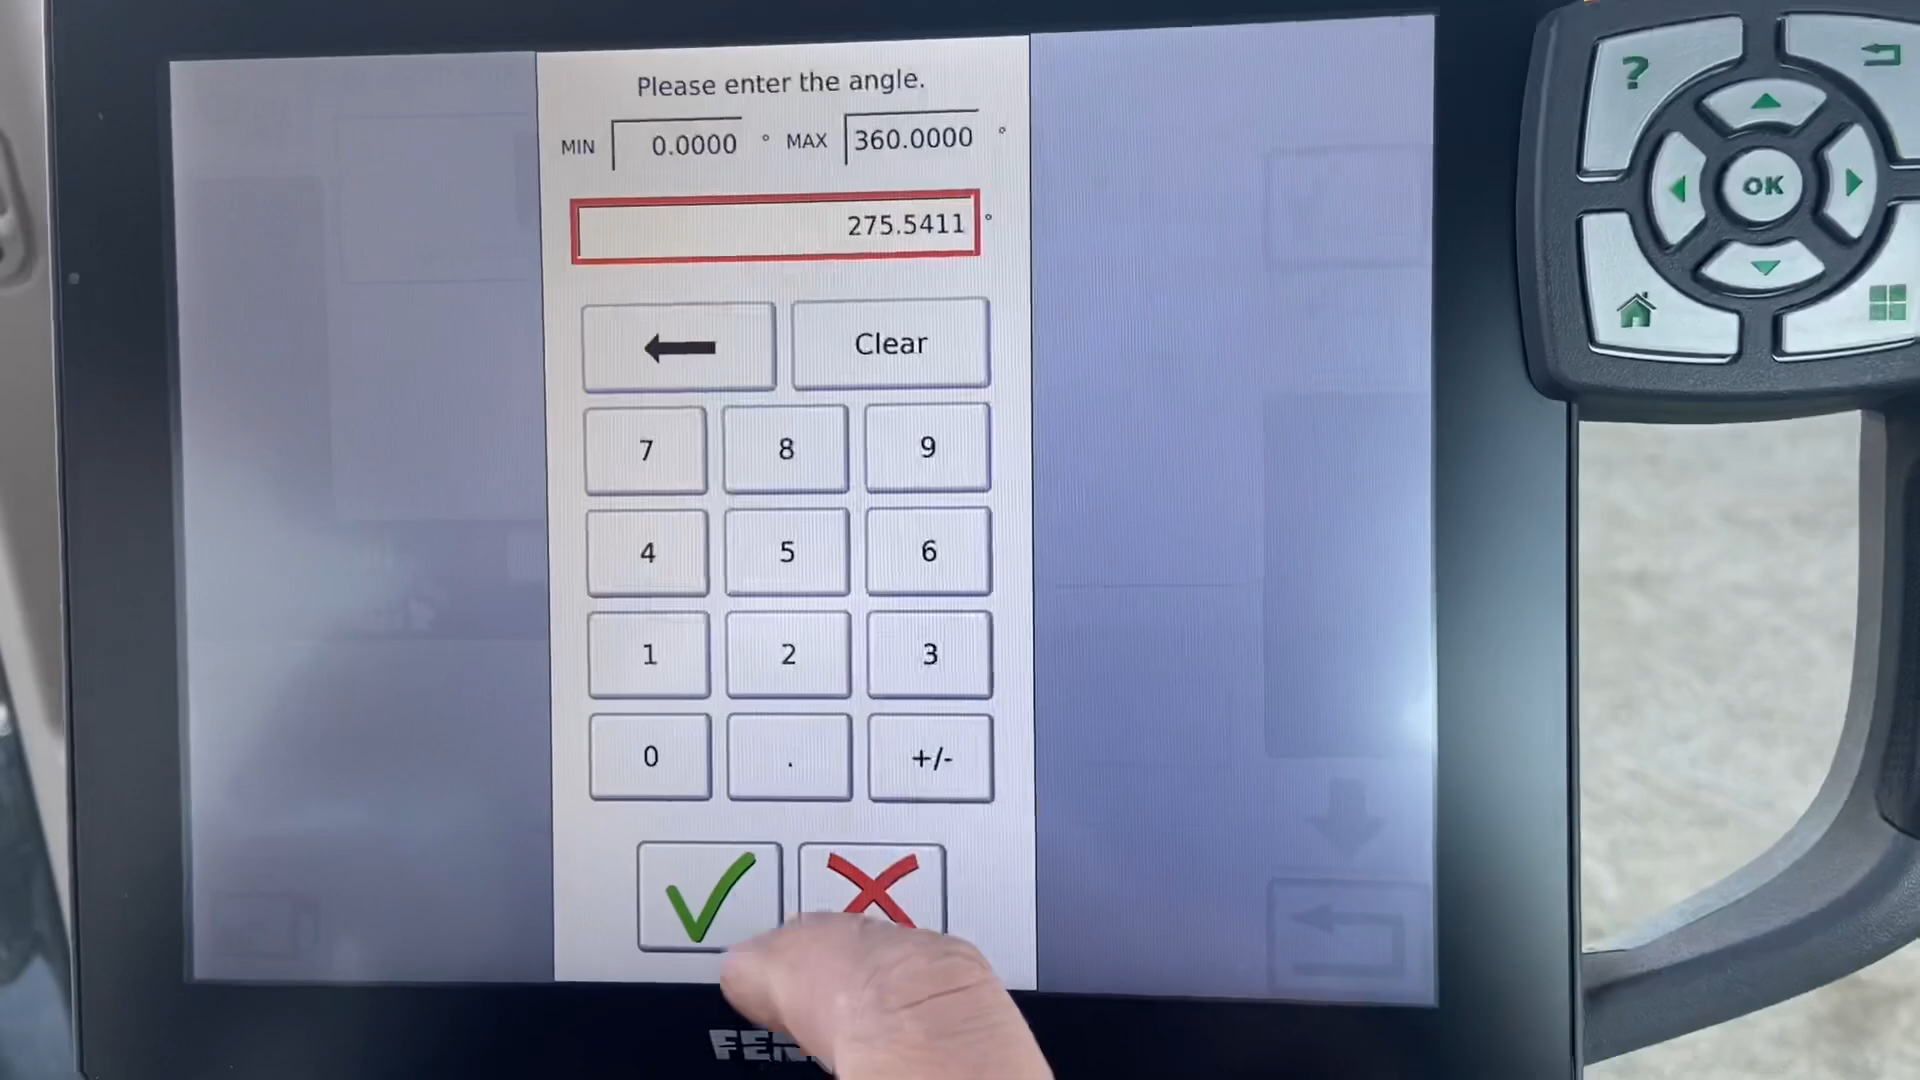 Please enter the angle.
MIN 0.0000 ° MAX 360.0000 °
275.5411 °
Clear
7 8 9
4 5 6
1 2 3
0 . +/-
?
OK